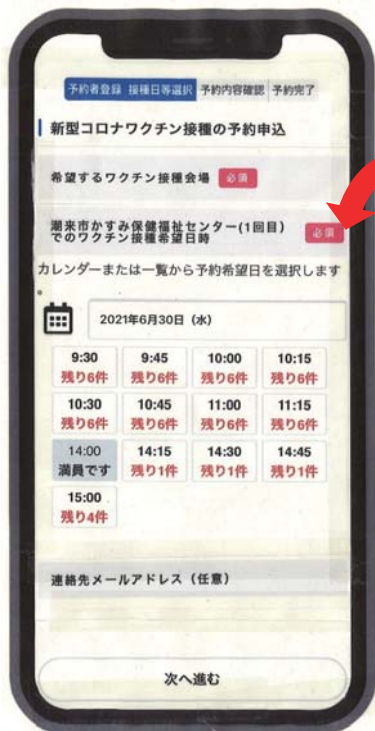 予約者登録 接種日等選択 予約内容確認 予約完了
新型コロナワクチン接種の予約申込
希望するワクチン接種会場 必須
潮来市かすみ保健福祉センター(1回目) 必須
でのワクチン接種希望日時
カレンダーまたは一覧から予約希望日を選択します
。
2021年6月30日（水）
9:30 9:45 10:00 10:15
残り6件 残り6件 残り6件 残り6件
10:30 10:45 11:00 11:15
残り6件 残り6件 残り6件 残り6件
14:00 14:15 14:30 14:45
満員です 残り1件 残り1件 残り1件
15:00
残り4件
連絡先メールアドレス（任意）
次へ進む